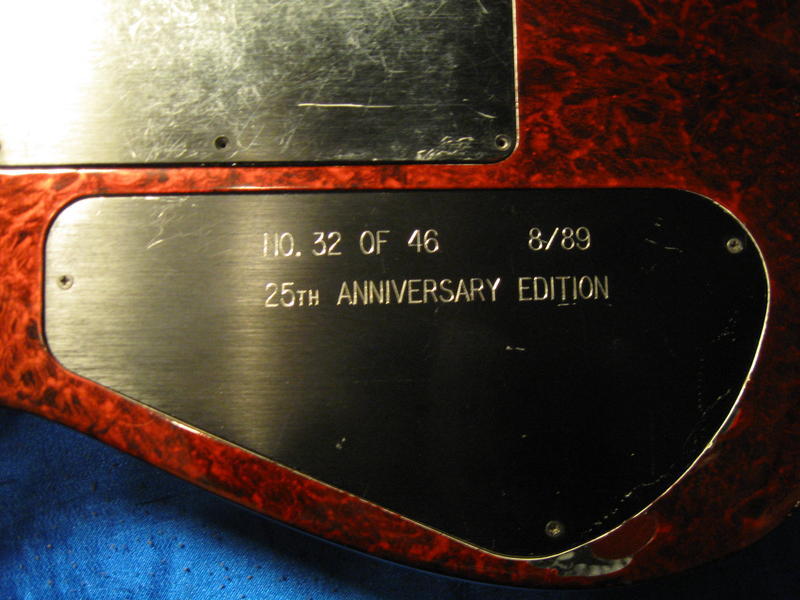 NO. 32 OF 46 8/89
25TH ANNIVERSARY EDITION